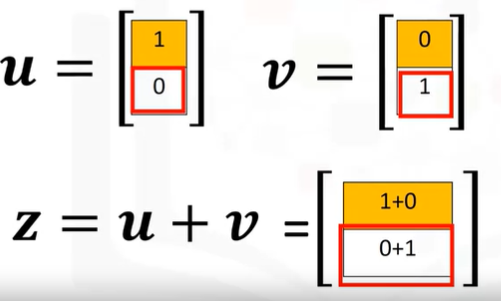 u = [1 0] v = [0 1]
z = u + v = [1+0 0+1]